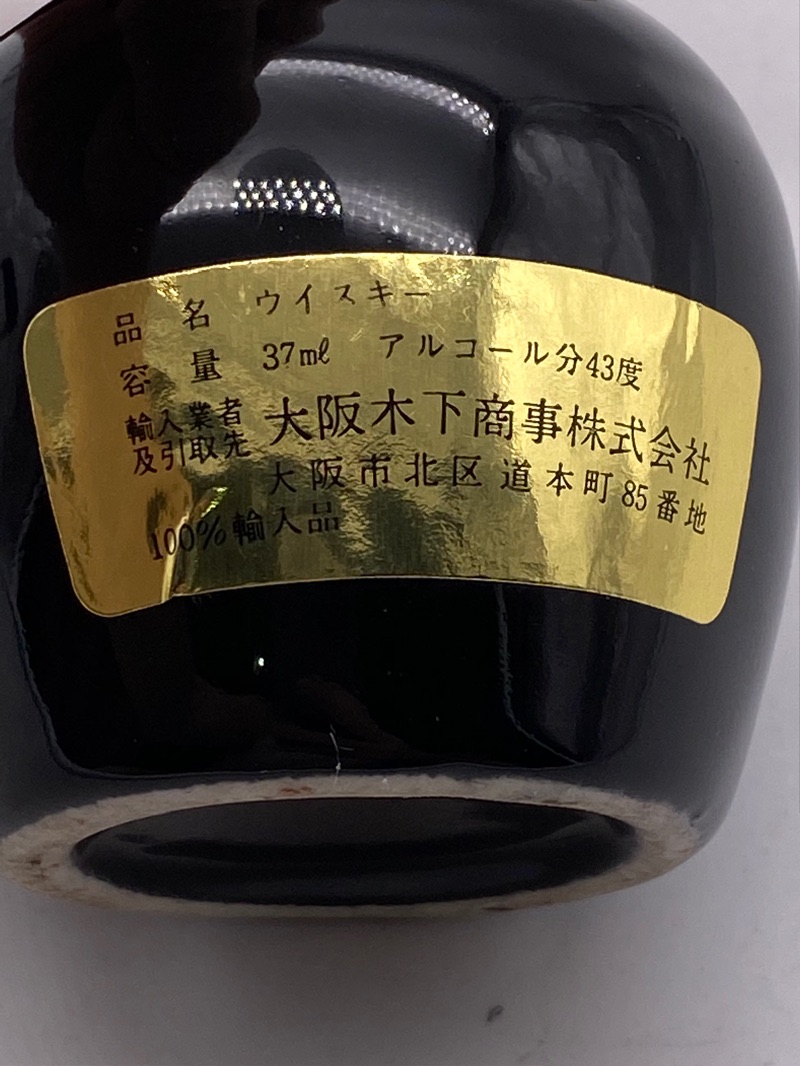 品名 ウイスキー
容量 37ml アルコール分43度
輸入業者及引取先 大阪木下商事株式会社
大阪市北区道本町85番地
100%輸入品